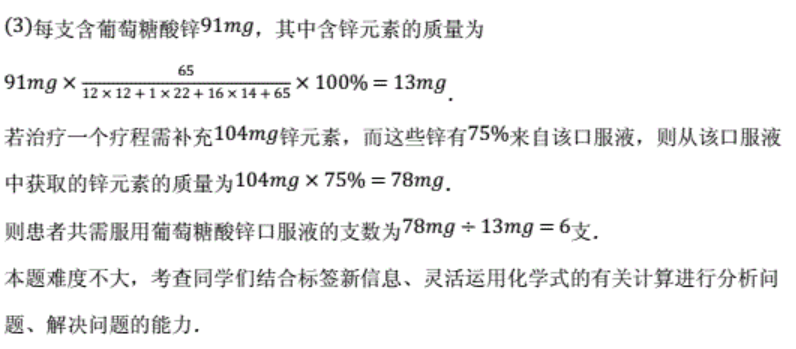 (3)每支含葡萄糖酸锌91mg，其中含锌元素的质量为
91mg × 65/(12 × 12 + 1 × 22 + 16 × 14 + 65) × 100% = 13mg.
若治疗一个疗程需补充104mg锌元素，而这些锌有75%来自该口服液，则从该口服液
中获取的锌元素的质量为104mg × 75% = 78mg.
则患者共需服用葡萄糖酸锌口服液的支数为78mg ÷ 13mg = 6支.
本题难度不大，考查同学们结合标签新信息、灵活运用化学式的有关计算进行分析问
题、解决问题的能力.